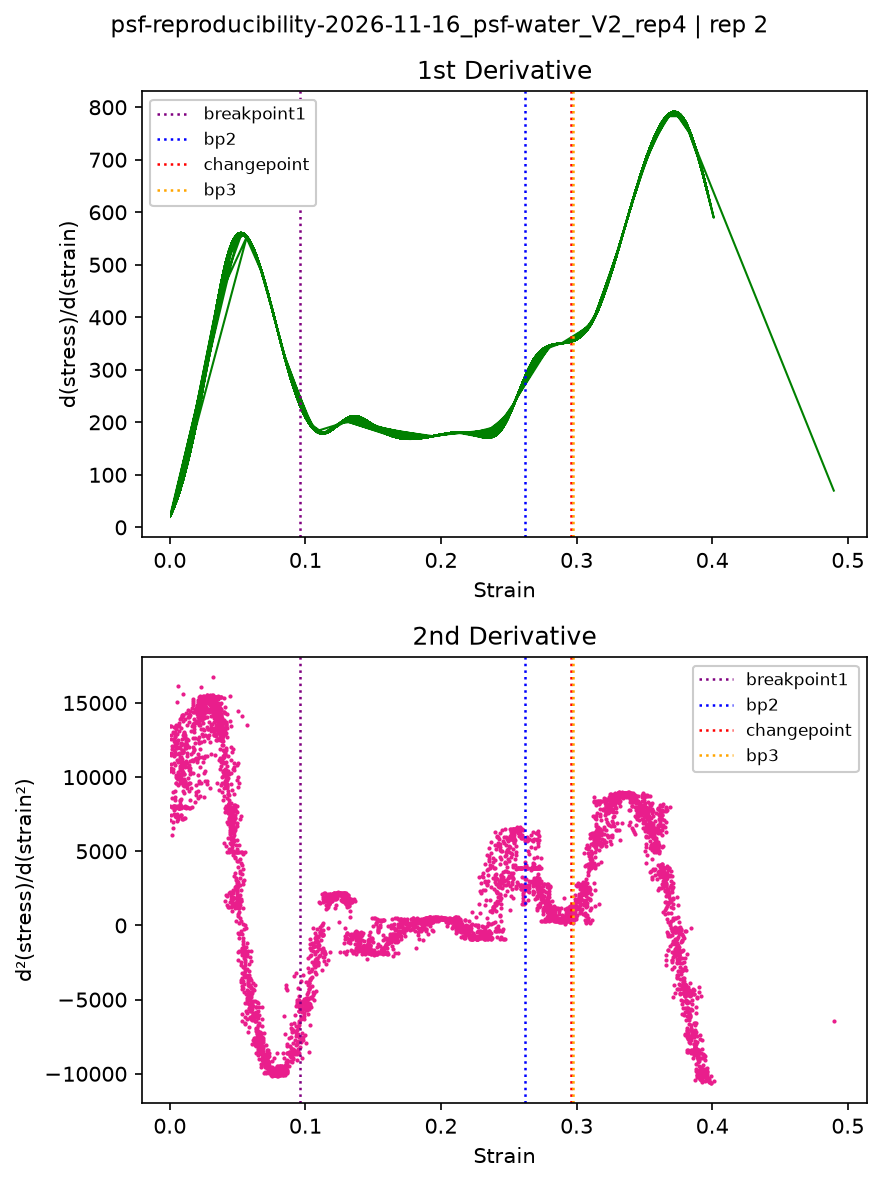 psf-reproducibility-2026-11-16_psf-water_V2_rep4 | rep 2
1st Derivative
800
700
600
500
400
300
200
100
0
d(stress)/d(strain)
breakpoint1
bp2
changepoint
bp3
0.0 0.1 0.2 0.3 0.4 0.5
Strain
2nd Derivative
15000
10000
5000
0
−5000
−10000
d²(stress)/d(strain²)
breakpoint1
bp2
changepoint
bp3
0.0 0.1 0.2 0.3 0.4 0.5
Strain